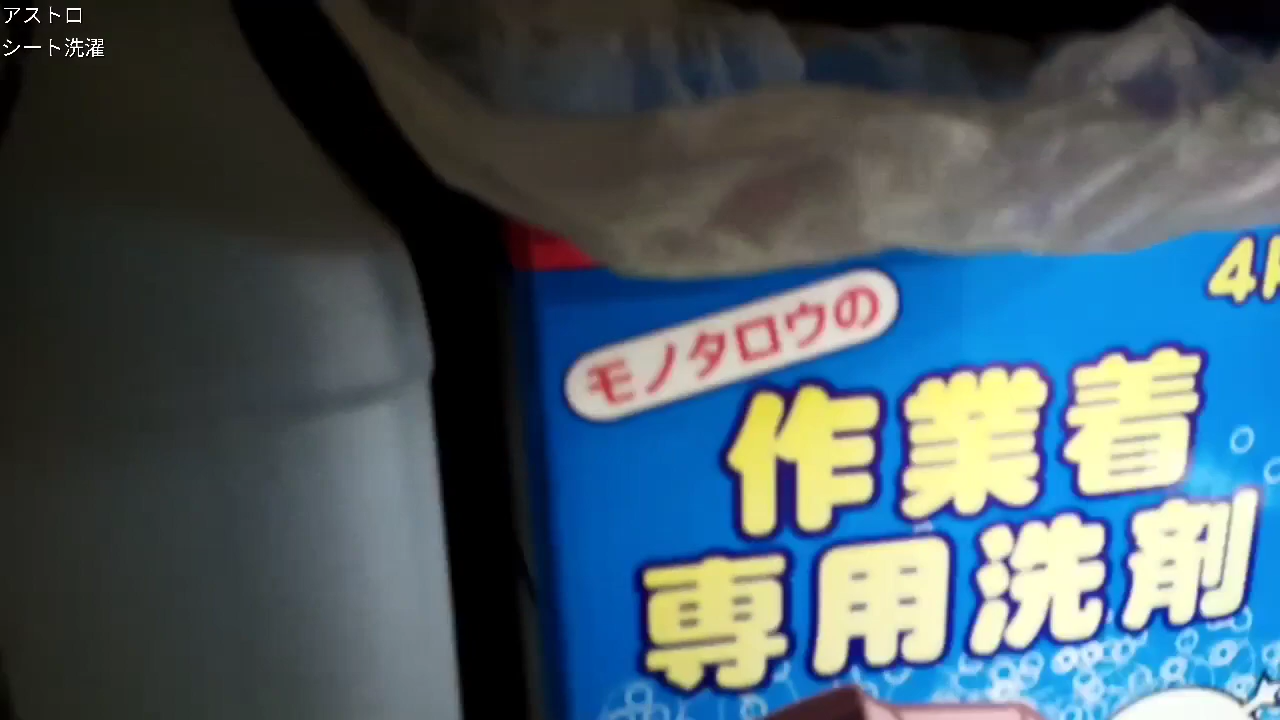 アストロ
シート洗濯
4k
モノタロウの
作業着
専用洗剤